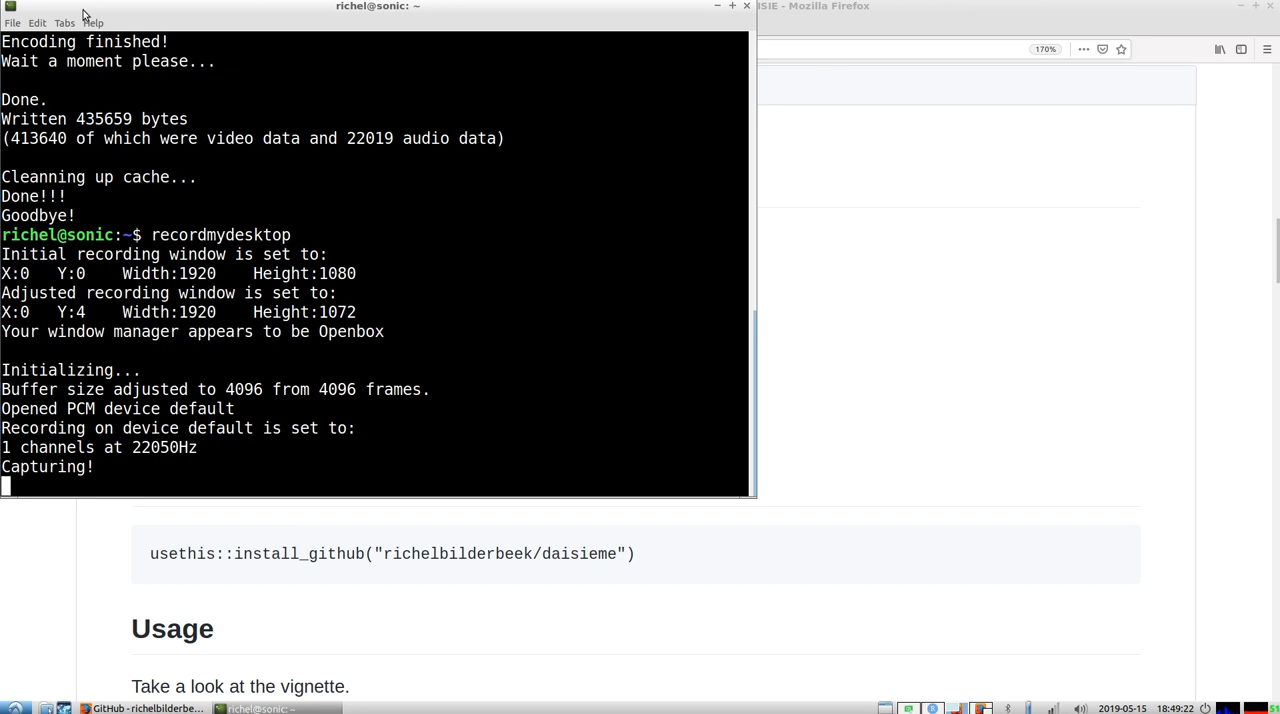 richel@sonic: ~
ISIE - Mozilla Firefox
File Edit Tabs Help
170%
Encoding finished!
Wait a moment please...
Done.
Written 435659 bytes
(413640 of which were video data and 22019 audio data)
Cleanning up cache...
Done!!!
Goodbye!
richel@sonic:~$ recordmydesktop
Initial recording window is set to:
X:0 Y:0 Width:1920 Height:1080
Adjusted recording window is set to:
X:0 Y:4 Width:1920 Height:1072
Your window manager appears to be Openbox
Initializing...
Buffer size adjusted to 4096 from 4096 frames.
Opened PCM device default
Recording on device default is set to:
1 channels at 22050Hz
Capturing!
usethis::install_github("richelbilderbeek/daisieme")
Usage
Take a look at the vignette.
GitHub - richelbilderbe...
richel@sonic: ~
2019-05-15 18:49:22
51